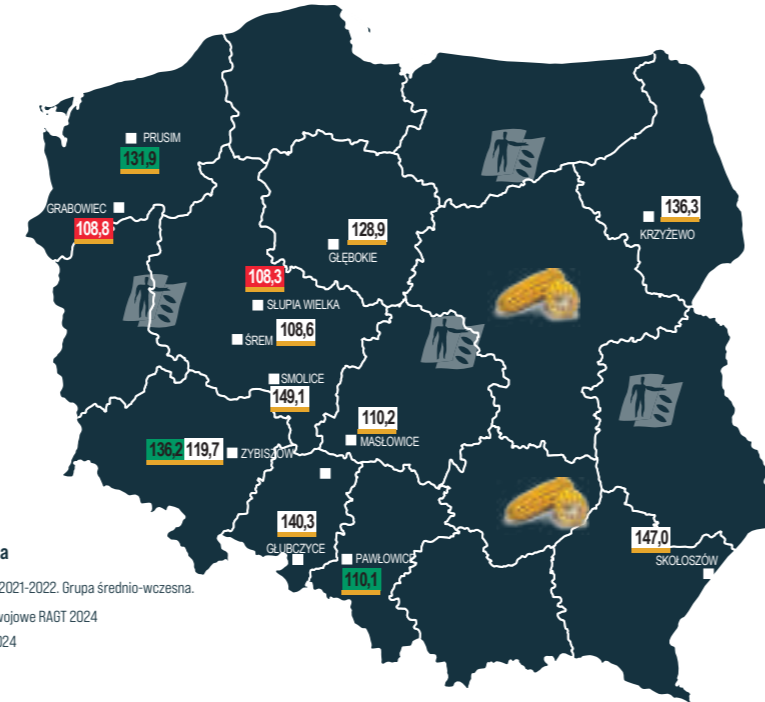 PRUSIM
131,9
GRABOWIEC
108,8
136,3
KRZYŻEWO
128,9
GŁĘBOKIE
108,3
SŁUPIA WIELKA
ŚREM 108,6
SMOLICE
149,1
110,2
MASŁOWICE
136,2 119,7 ZYBISZÓW
140,3
GŁUBCZYCE
PAWŁOWICE
110,1
147,0
SKOŁOSZÓW
a
2021-2022. Grupa średnio-wczesna.
wojowe RAGT 2024
024